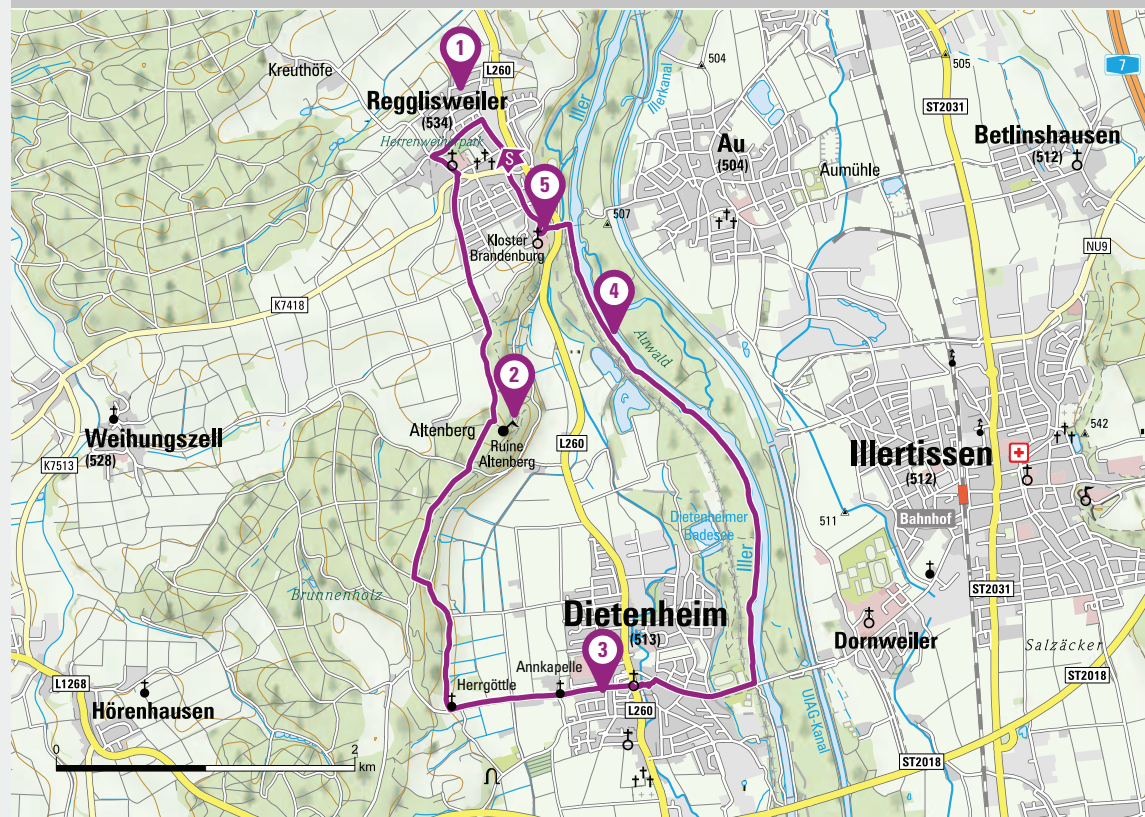 1
L260
Kreuthöfe
Regglisweiler
(534)
Herrenweiherpark
S
5
Kloster
Brandenburg
Iller
Illerkanal
504
505
7
ST2031
Au
(504)
Aumühle
Betlinshausen
(512)
507
NU9
K7418
4
Auwald
2
Altenberg
Ruine
Altenberg
L260
Weihungszell
(528)
K7513
Illertissen
(512)
542
511
Bahnhof
Dietenheimer
Badesee
Iller
Brunnenholz
ST2031
Dietenheim
(513)
3
Dornweiler
Salzäcker
Annkapelle
Herrgöttle
L1268
Hörenhausen
L260
UAG-Kanal
ST2018
ST2018
0
2
km